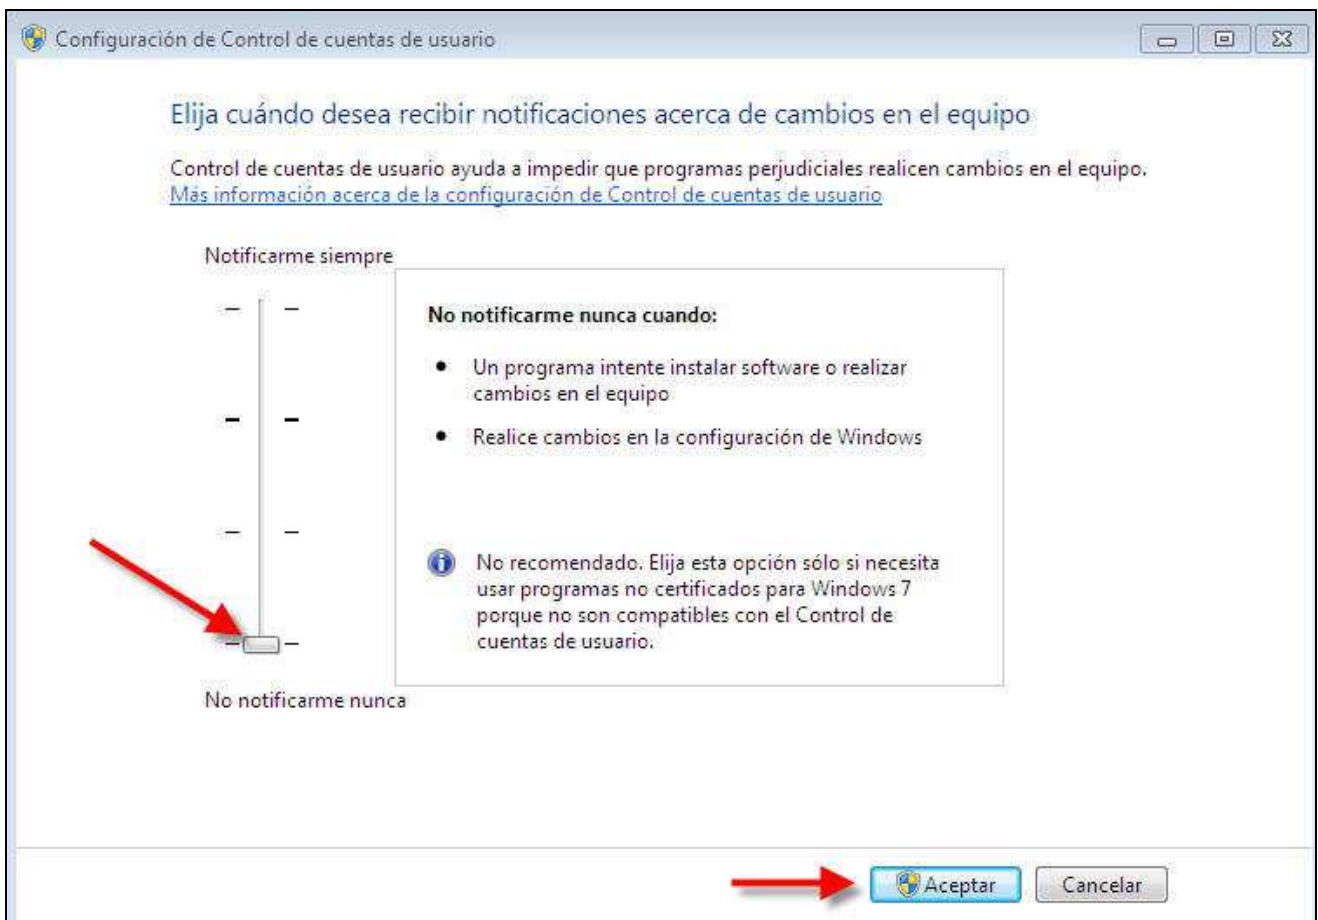 Configuración de Control de cuentas de usuario
Elija cuándo desea recibir notificaciones acerca de cambios en el equipo
Control de cuentas de usuario ayuda a impedir que programas perjudiciales realicen cambios en el equipo.
Más información acerca de la configuración de Control de cuentas de usuario
Notificarme siempre
No notificarme nunca cuando:
Un programa intente instalar software o realizar
cambios en el equipo
Realice cambios en la configuración de Windows
No recomendado. Elija esta opción sólo si necesita
usar programas no certificados para Windows 7
porque no son compatibles con el Control de
cuentas de usuario.
No notificarme nunca
Aceptar
Cancelar